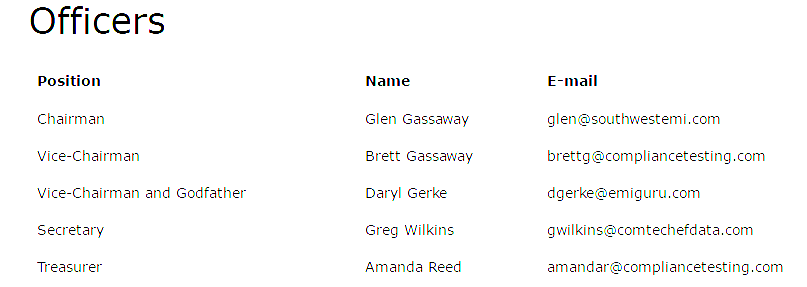 Officers
Position Name E-mail
Chairman Glen Gassaway glen@southwestemi.com
Vice-Chairman Brett Gassaway brettg@compliancetesting.com
Vice-Chairman and Godfather Daryl Gerke dgerke@emiguru.com
Secretary Greg Wilkins gwilkins@comtechefdata.com
Treasurer Amanda Reed amandar@compliancetesting.com